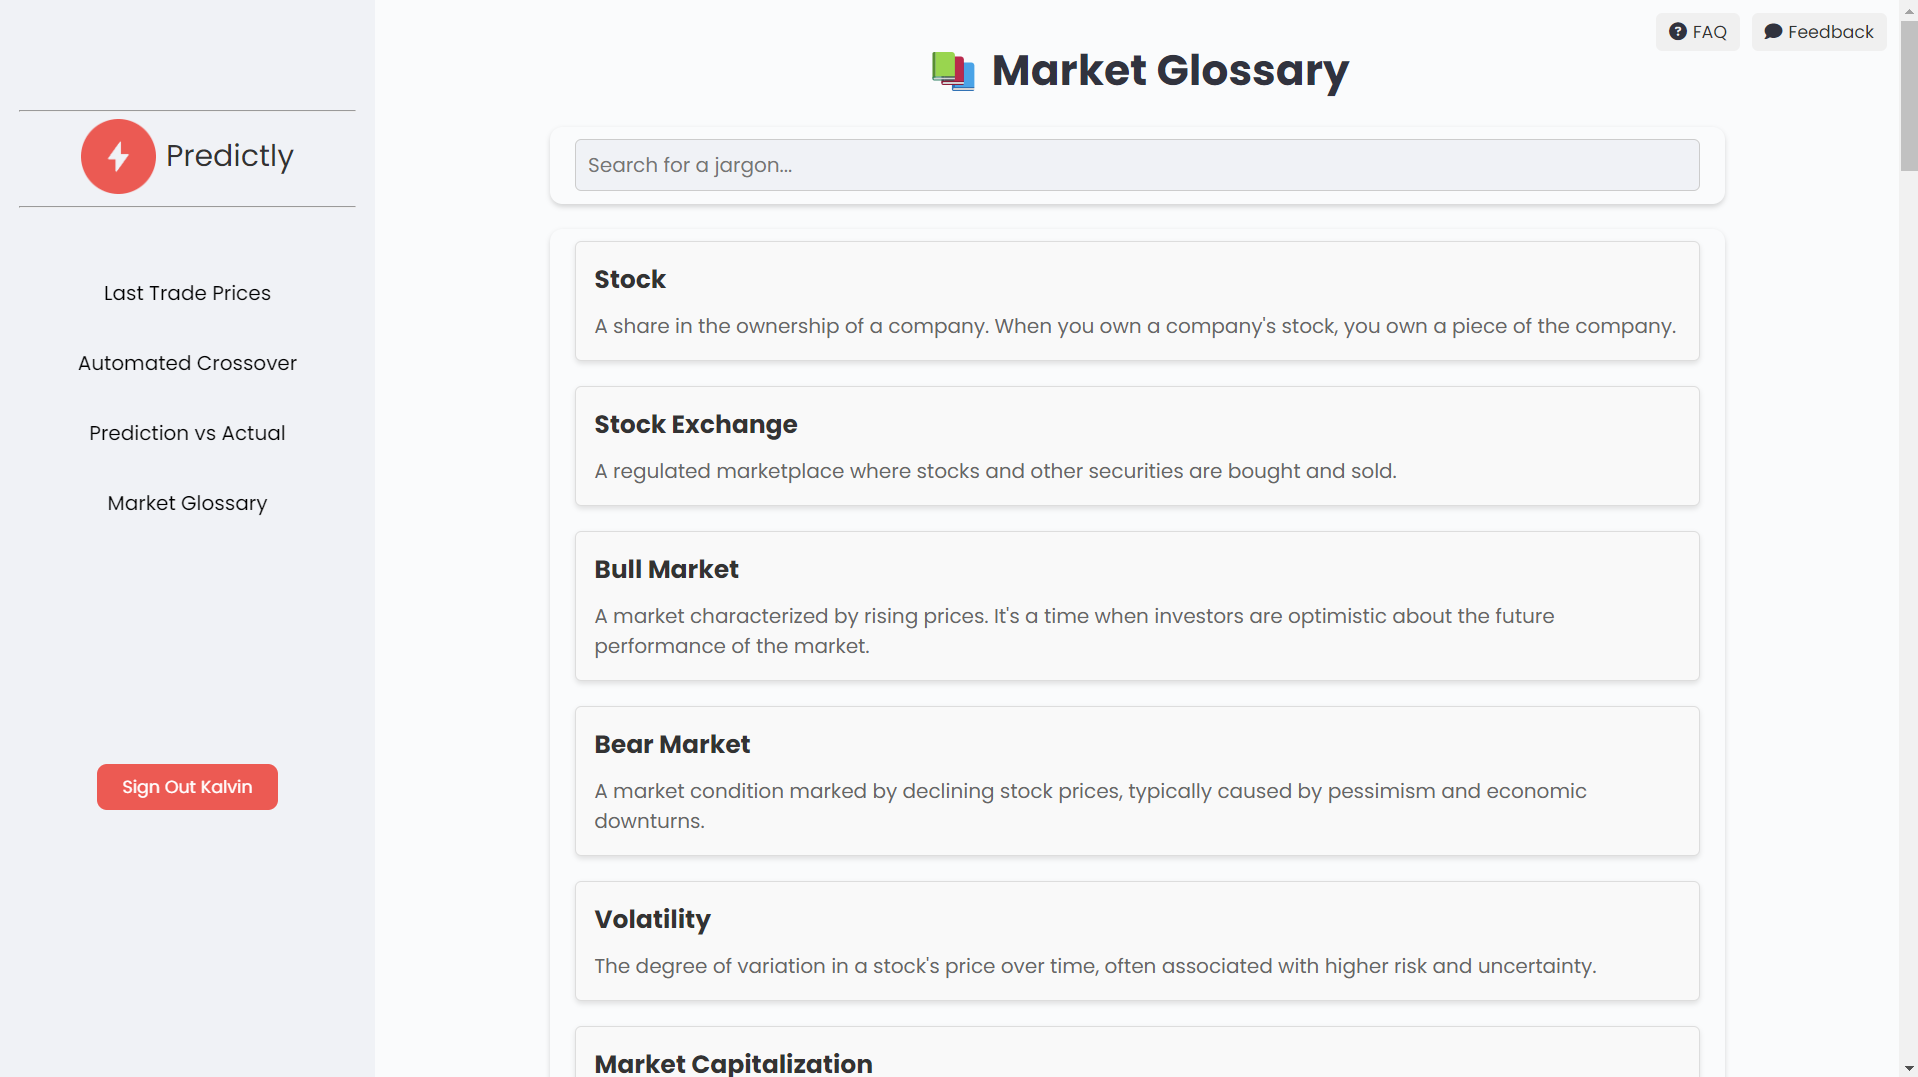 Predictly
Last Trade Prices
Automated Crossover
Prediction vs Actual
Market Glossary
Sign Out Kalvin
FAQ
Feedback
Market Glossary
Search for a jargon...
Stock
A share in the ownership of a company. When you own a company's stock, you own a piece of the company.
Stock Exchange
A regulated marketplace where stocks and other securities are bought and sold.
Bull Market
A market characterized by rising prices. It's a time when investors are optimistic about the future
performance of the market.
Bear Market
A market condition marked by declining stock prices, typically caused by pessimism and economic
downturns.
Volatility
The degree of variation in a stock's price over time, often associated with higher risk and uncertainty.
Market Capitalization